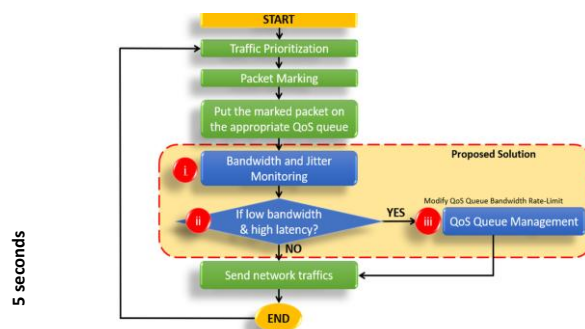 START
Traffic Prioritization
Packet Marking
Put the marked packet on
the appropriate QoS queue
Proposed Solution
i.
Bandwidth and Jitter
Monitoring
Modify QoS Queue Bandwidth Rate-Limit
ii
If low bandwidth
& high latency?
YES
iii
QoS Queue Management
NO
Send network traffics
END
5 seconds